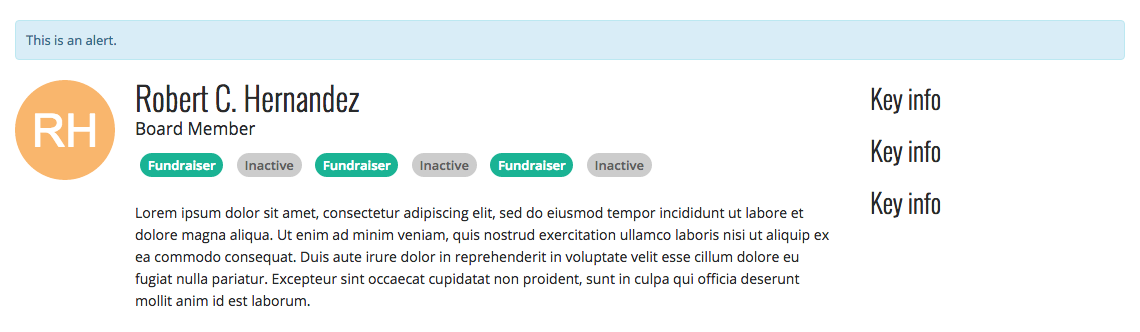 This is an alert.
RH
Robert C. Hernandez
Board Member
Fundraiser Inactive Fundraiser Inactive Fundraiser Inactive
Lorem ipsum dolor sit amet, consectetur adipiscing elit, sed do eiusmod tempor incididunt ut labore et
dolore magna aliqua. Ut enim ad minim veniam, quis nostrud exercitation ullamco laboris nisi ut aliquip ex
ea commodo consequat. Duis aute irure dolor in reprehenderit in voluptate velit esse cillum dolore eu
fugiat nulla pariatur. Excepteur sint occaecat cupidatat non proident, sunt in culpa qui officia deserunt
mollit anim id est laborum.
Key info
Key info
Key info